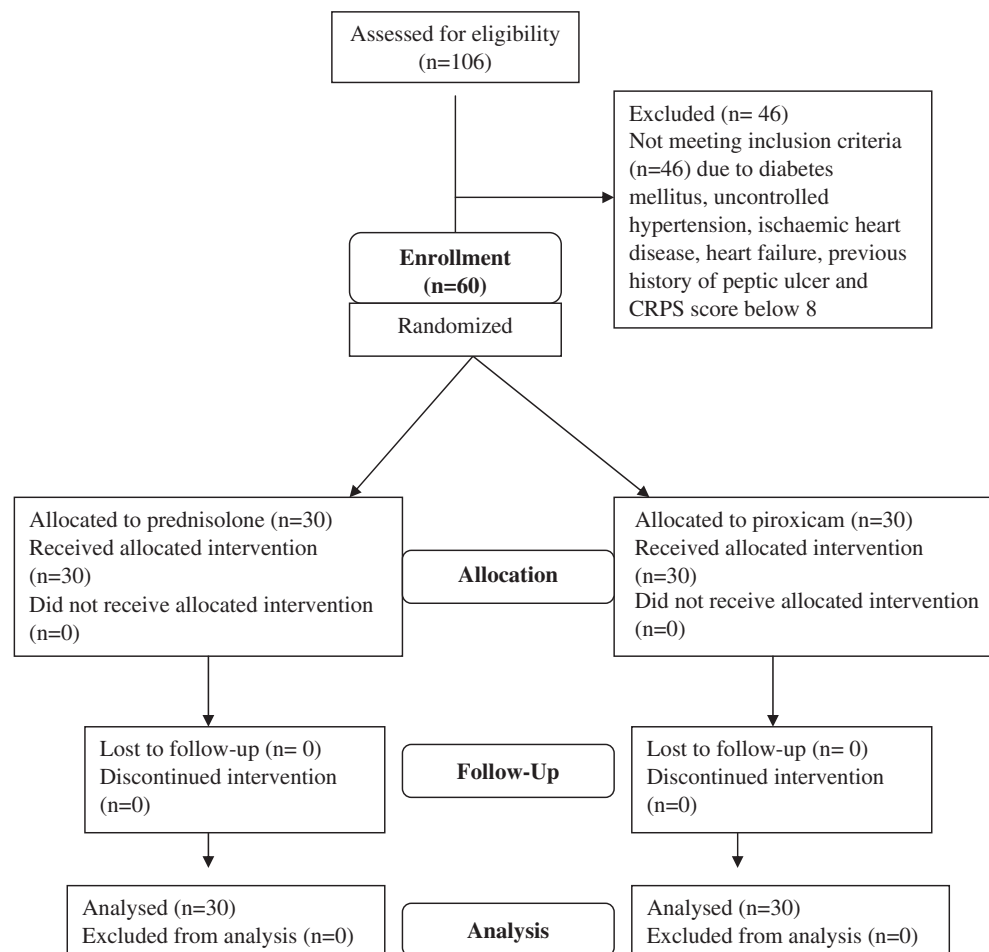 Assessed for eligibility
(n=106)
Excluded (n= 46)
Not meeting inclusion criteria
(n=46) due to diabetes
mellitus, uncontrolled
hypertension, ischaemic heart
disease, heart failure, previous
history of peptic ulcer and
CRPS score below 8
Enrollment
(n=60)
Randomized
Allocated to prednisolone (n=30)
Received allocated intervention
(n=30)
Did not receive allocated intervention
(n=0)
Allocation
Allocated to piroxicam (n=30)
Received allocated intervention
(n=30)
Did not receive allocated intervention
(n=0)
Lost to follow-up (n= 0)
Discontinued intervention
(n=0)
Follow-Up
Lost to follow-up (n= 0)
Discontinued intervention
(n=0)
Analysed (n=30)
Excluded from analysis (n=0)
Analysis
Analysed (n=30)
Excluded from analysis (n=0)